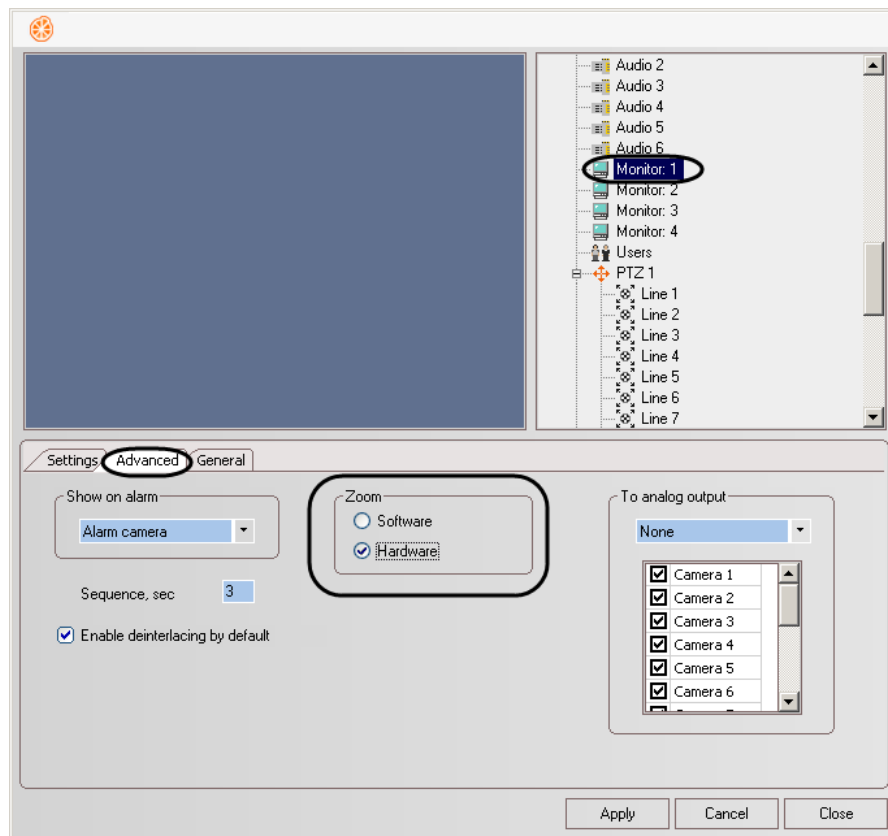 Audio 2
Audio 3
Audio 4
Audio 5
Audio 6
Monitor: 1
Monitor: 2
Monitor: 3
Monitor: 4
Users
PTZ 1
Line 1
Line 2
Line 3
Line 4
Line 5
Line 6
Line 7
Settings Advanced General
Show on alarm
Alarm camera
Sequence, sec 3
Enable deinterlacing by default
Zoom
Software
Hardware
To analog output
None
Camera 1
Camera 2
Camera 3
Camera 4
Camera 5
Camera 6
Apply Cancel Close